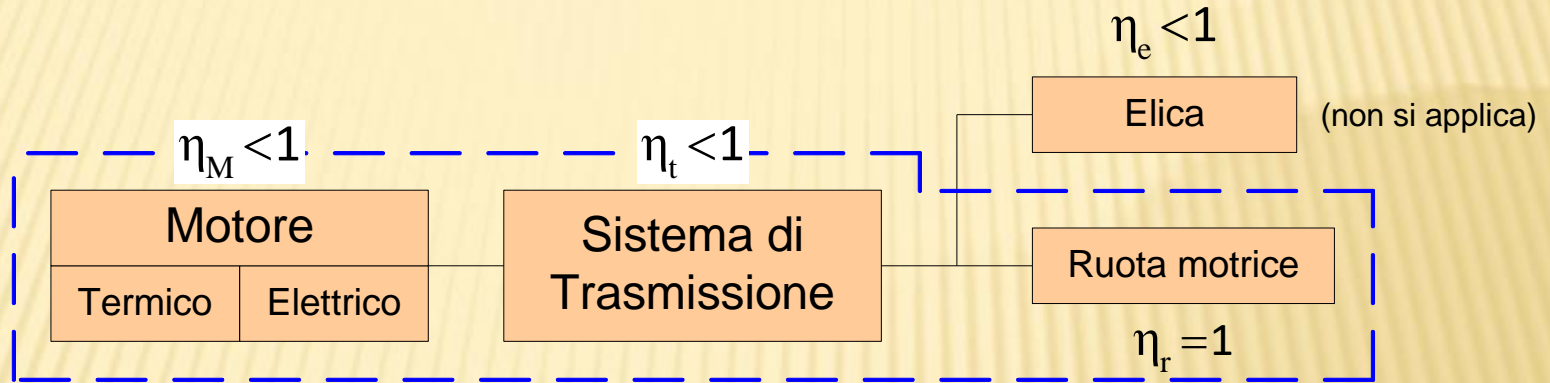 ηe <1
Elica
(non si applica)
ηM <1
ηt <1
Motore
Termico
Elettrico
Sistema di
Trasmissione
Ruota motrice
ηr =1